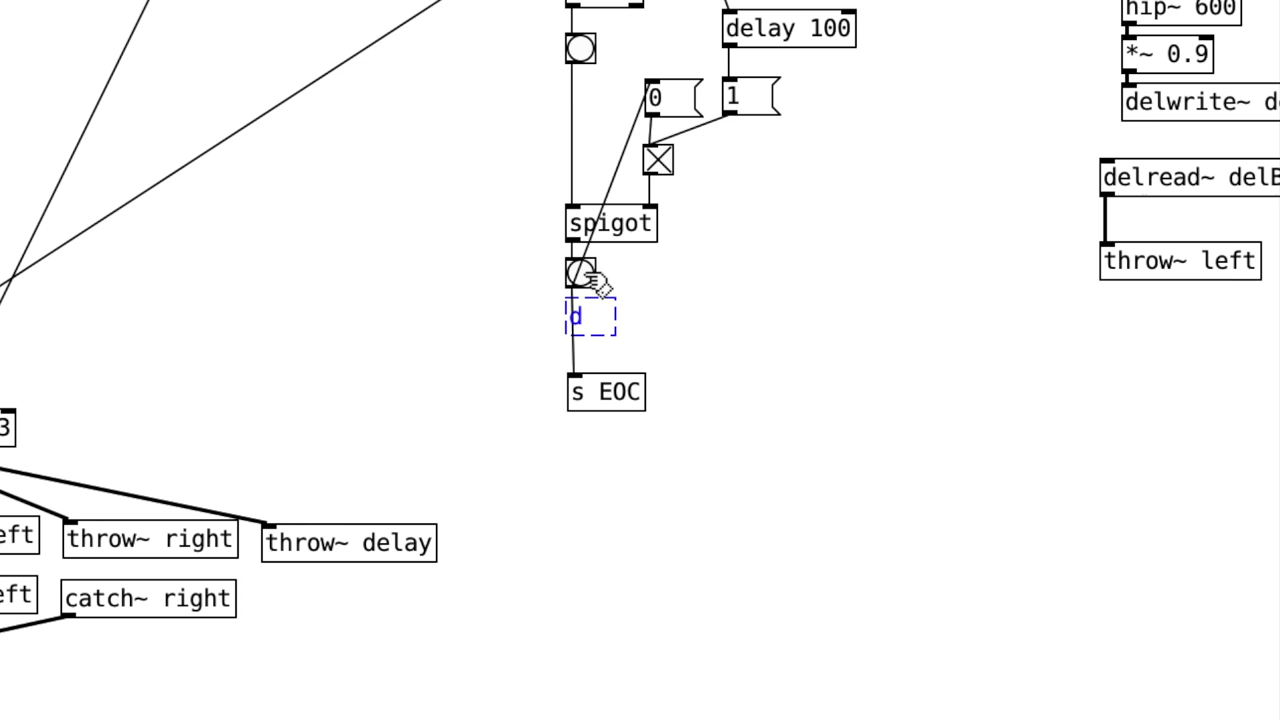 hip~ 600
delay 100
*~ 0.9
0
1
delwrite~ d
delread~ delB
spigot
throw~ left
d
s EOC
3
eft
throw~ right
throw~ delay
eft
catch~ right